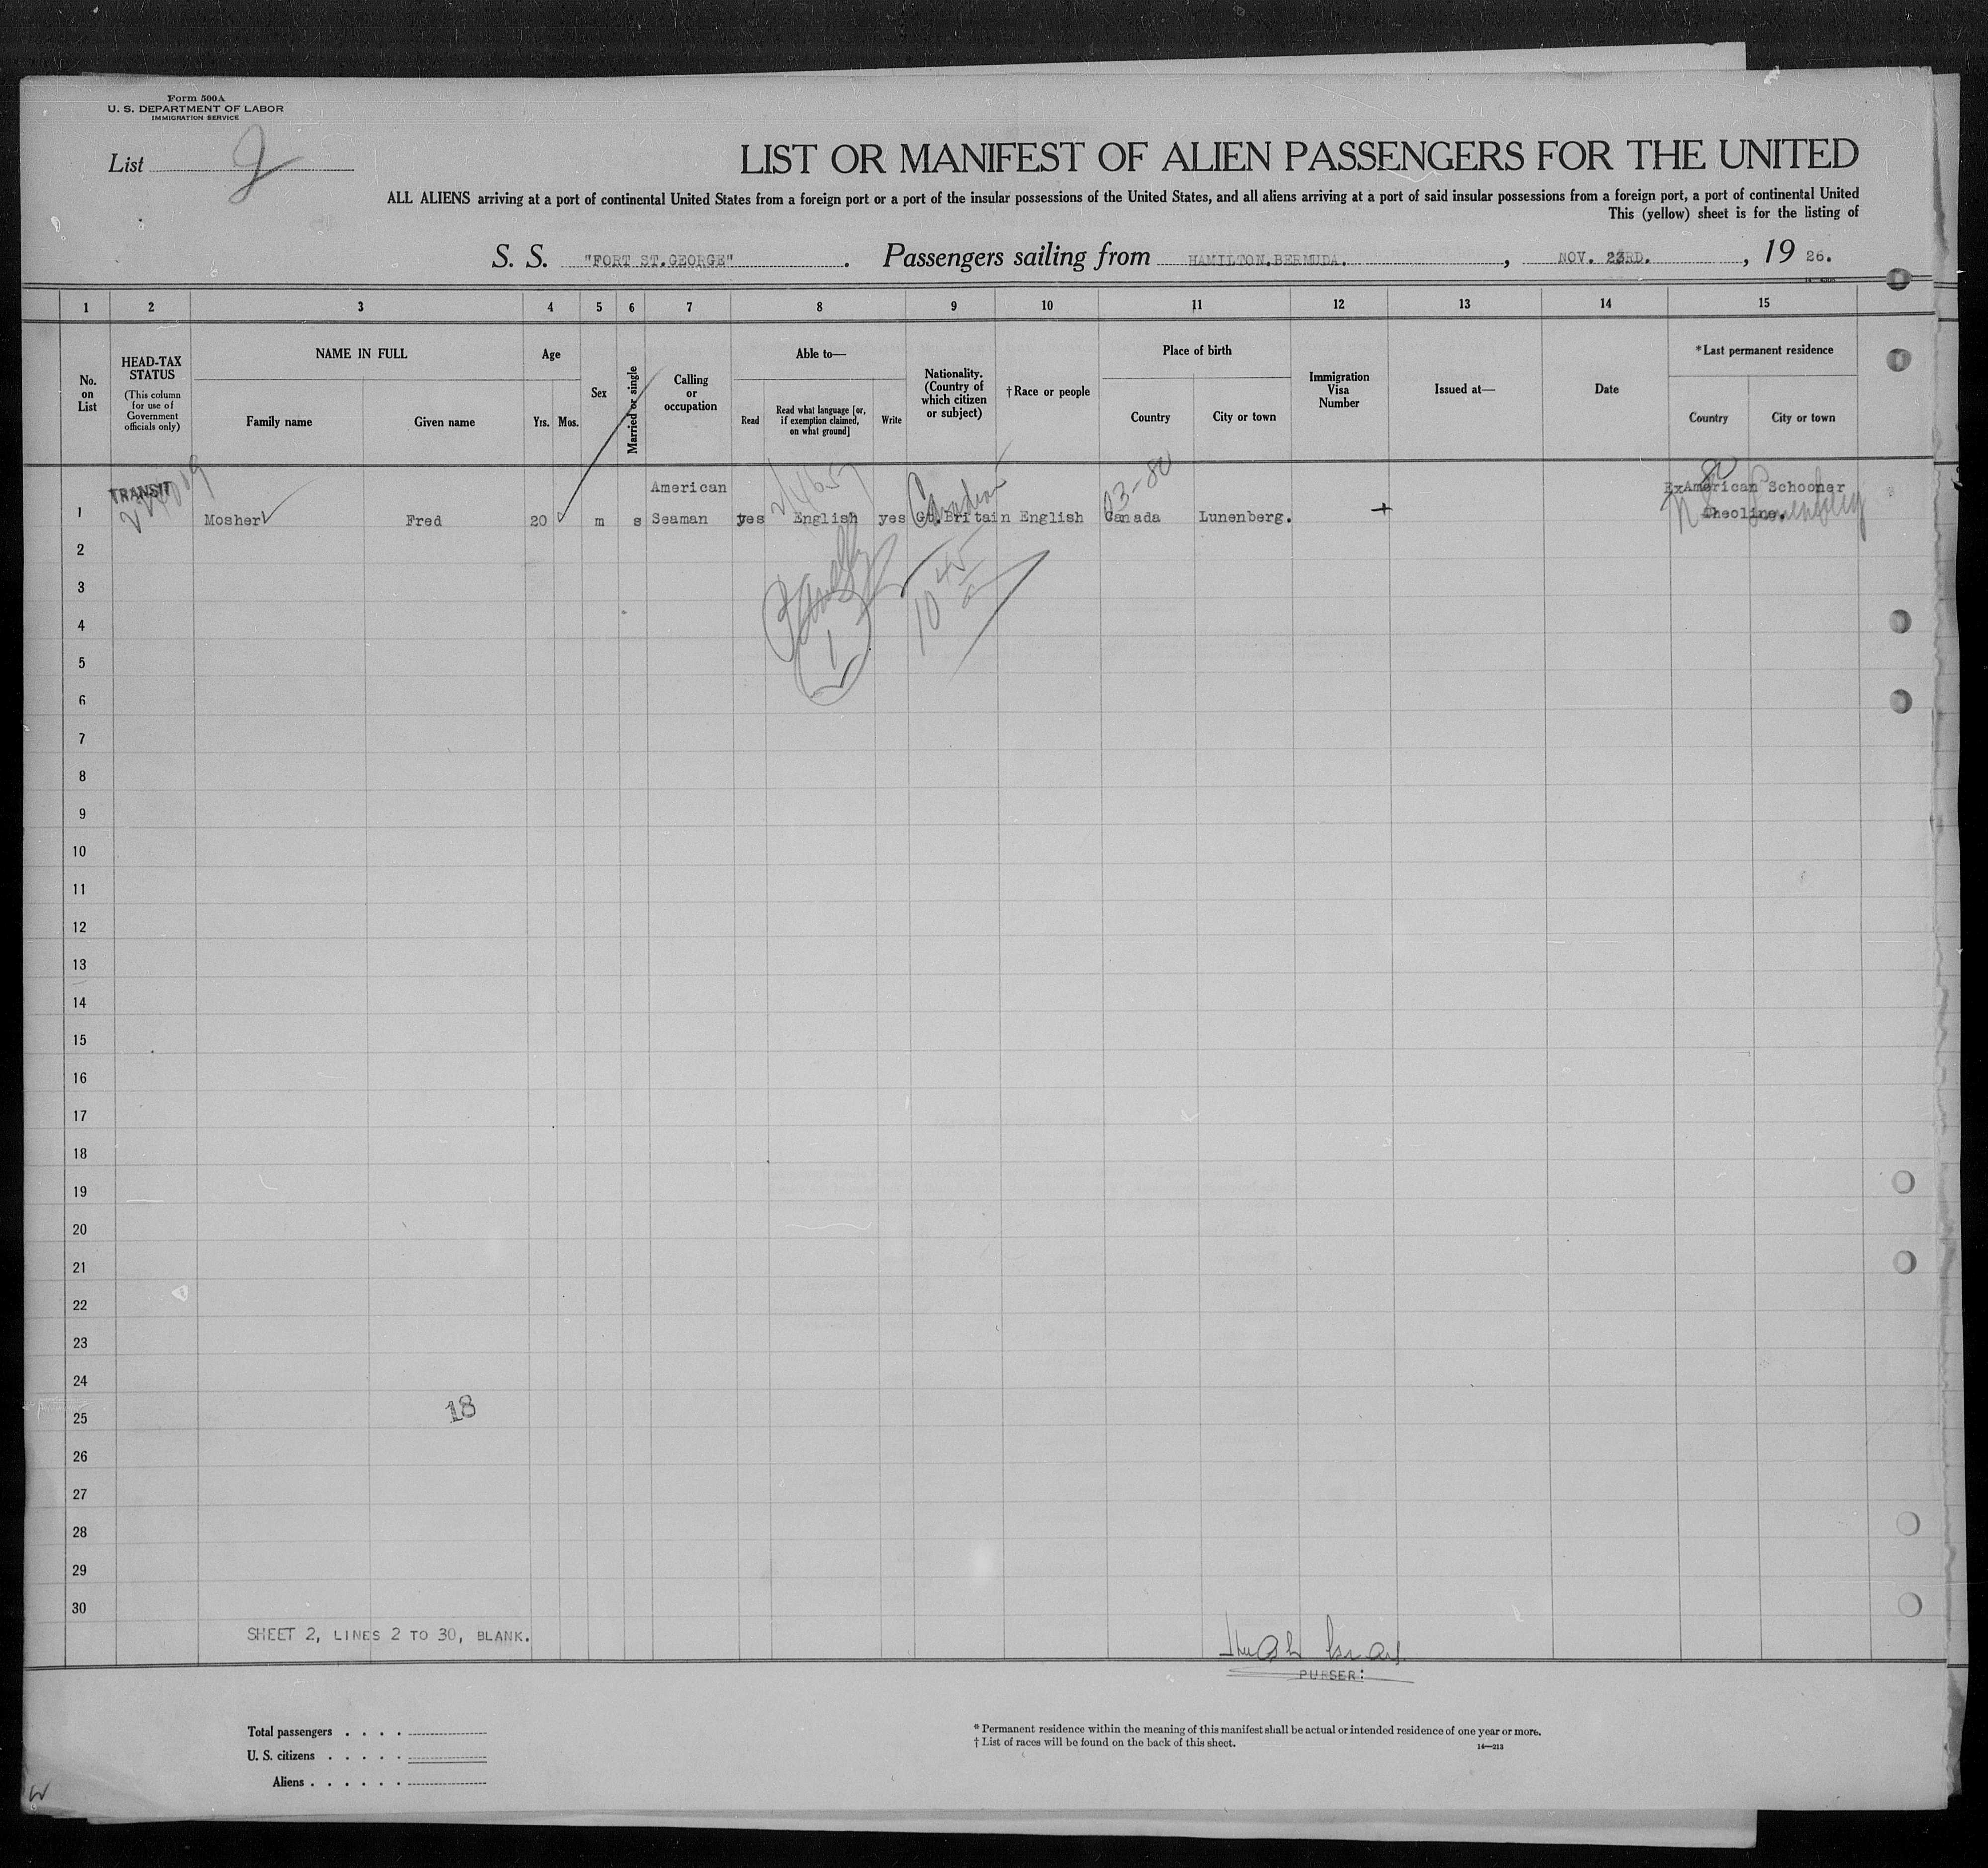 Form 500A
U. S. DEPARTMENT OF LABOR
IMMIGRATION SERVICE
List 2
LIST OR MANIFEST OF ALIEN PASSENGERS FOR THE UNITED
ALL ALIENS arriving at a port of continental United States from a foreign port or a port of the insular possessions of the United States, and all aliens arriving at a port of said insular possessions from a foreign port, a port of continental United
This (yellow) sheet is for the listing of
S. S. "FORT ST.GEORGE" . Passengers sailing from HAMILTON.BERMUDA. , NOV. 23RD. , 19 26.
1 2 3 4 5 6 7 8 9 10 11 12 13 14 15
No. on List
HEAD-TAX STATUS
(This column for use of Government officials only)
NAME IN FULL
Family name
Given name
Age
Yrs. Mos.
Sex
Married or single
Calling or occupation
Able to—
Read
Read what language [or, if exemption claimed, on what ground]
Write
Nationality. (Country of which citizen or subject)
† Race or people
Place of birth
Country
City or town
Immigration Visa Number
Issued at—
Date
*Last permanent residence
Country
City or town
TRANSIT
American
Canadian
03-80
80
ExAmerican Schooner
1 Mosher Fred 20 m s Seaman yes English yes Gt.Britain English Canada Lunenberg. Theoline.
2
10 45
3
4
1
5
6
7
8
9
10
11
12
13
14
15
16
17
18
19
20
21
22
23
24
18
25
26
27
28
29
30
SHEET 2, LINES 2 TO 30, BLANK.
PURSER:
Total passengers . . . .
U. S. citizens . . . . .
Aliens . . . . . .
* Permanent residence within the meaning of this manifest shall be actual or intended residence of one year or more.
† List of races will be found on the back of this sheet.
14—213
W